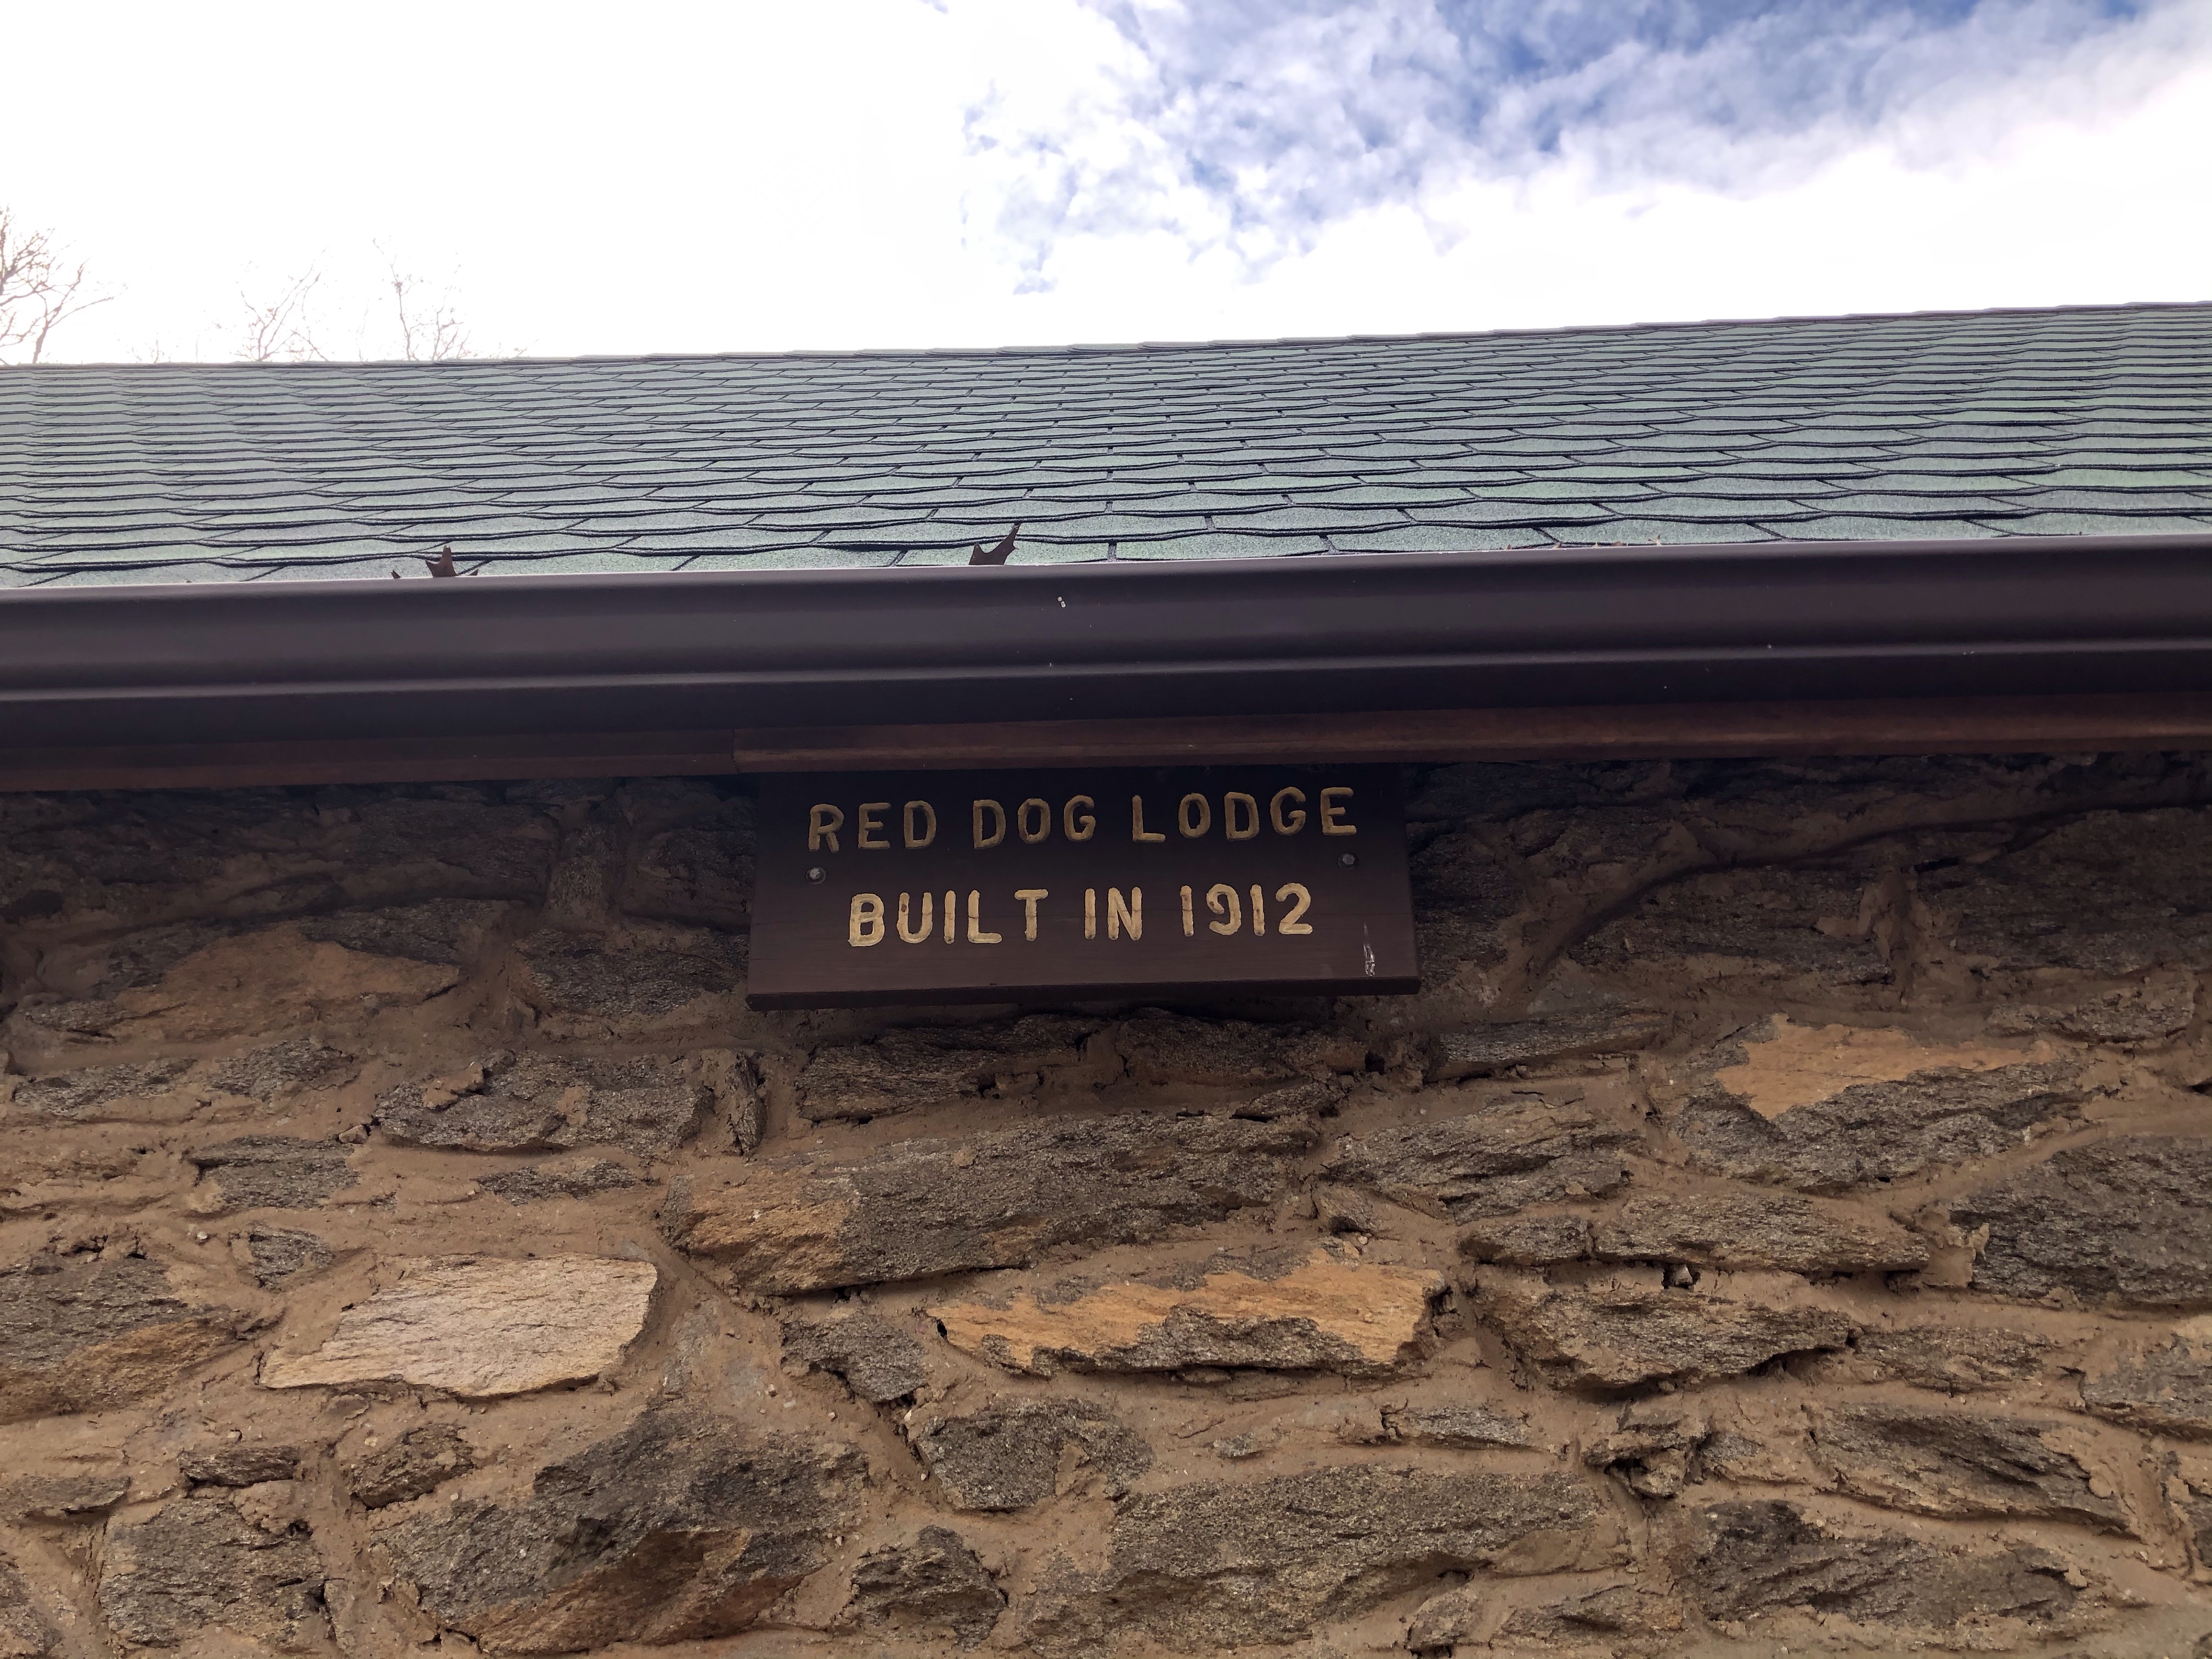 RED DOG LODGE
BUILT IN 1912